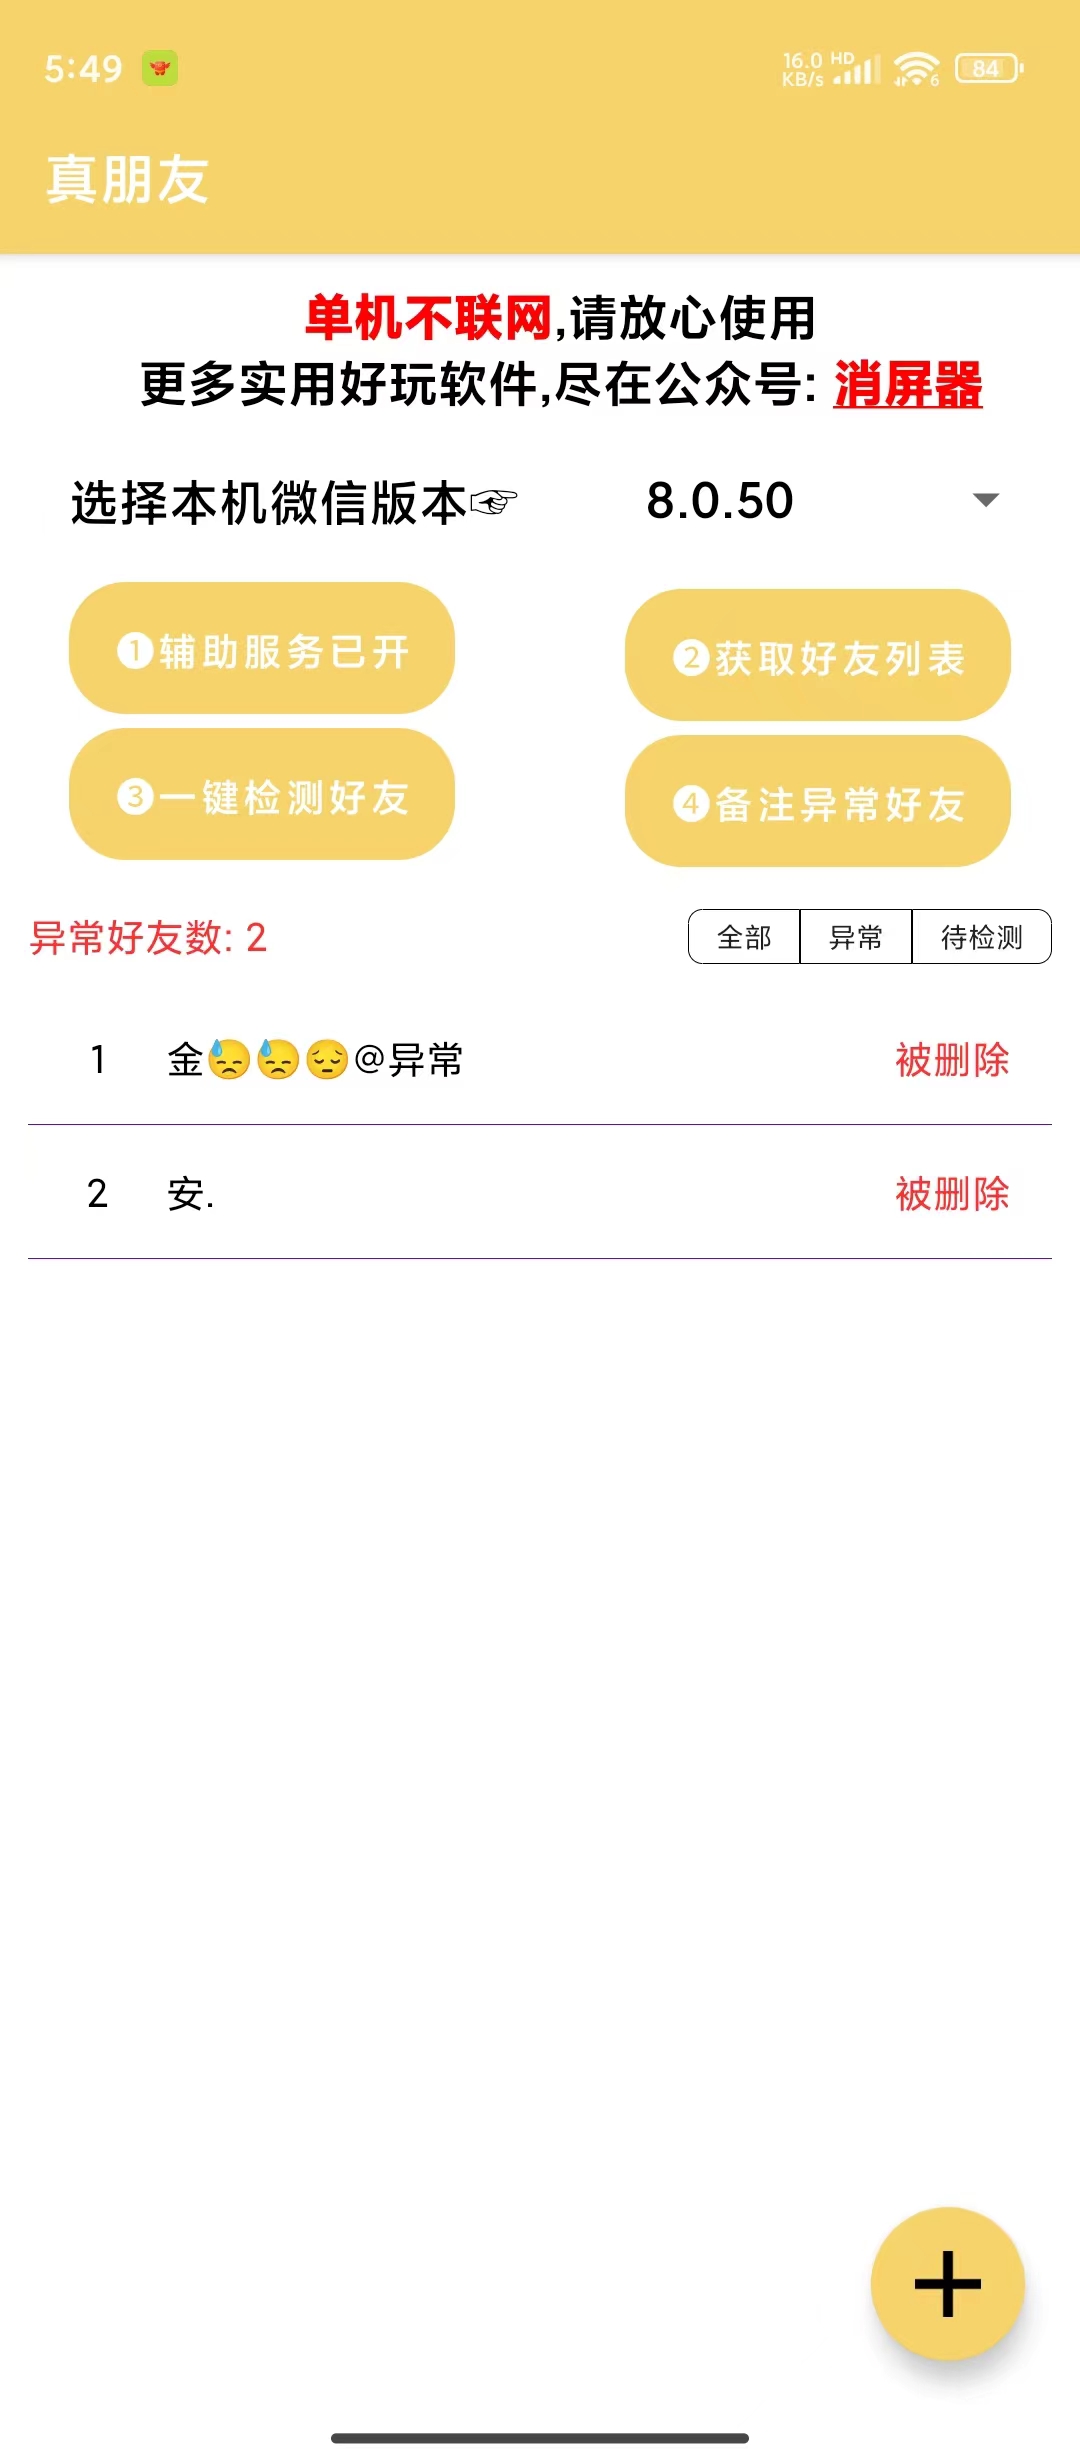 5:49 16.0 KB/s HD 6 84
真朋友
单机不联网,请放心使用
更多实用好玩软件,尽在公众号: 消屏器
选择本机微信版本☞ 8.0.50
❶辅助服务已开 ❷获取好友列表
❸一键检测好友 ❹备注异常好友
异常好友数: 2 全部 异常 待检测
1 金😓😓😔@异常 被删除
2 安. 被删除